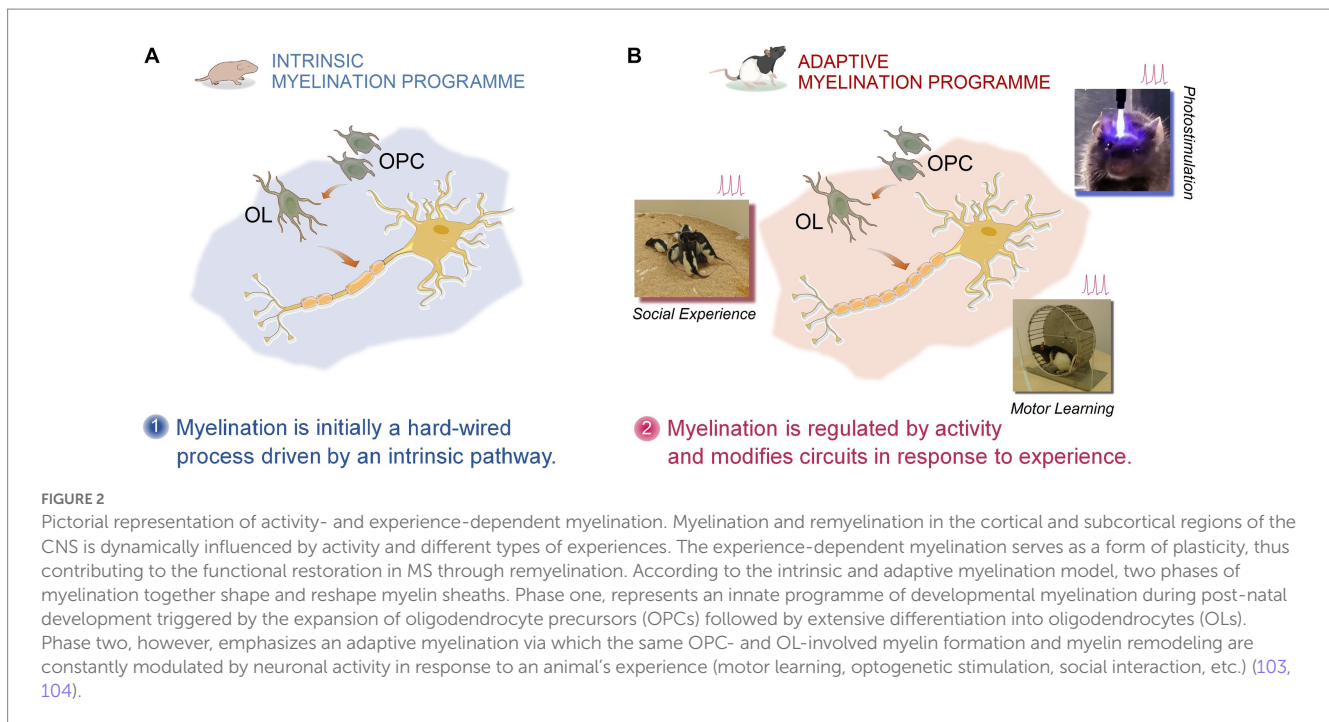 A
INTRINSIC
MYELINATION PROGRAMME
OPC
OL
1 Myelination is initially a hard-wired
process driven by an intrinsic pathway.
B
ADAPTIVE
MYELINATION PROGRAMME
Photostimulation
OPC
OL
Social Experience
Motor Learning
2 Myelination is regulated by activity
and modifies circuits in response to experience.
FIGURE 2
Pictorial representation of activity- and experience-dependent myelination. Myelination and remyelination in the cortical and subcortical regions of the
CNS is dynamically influenced by activity and different types of experiences. The experience-dependent myelination serves as a form of plasticity, thus
contributing to the functional restoration in MS through remyelination. According to the intrinsic and adaptive myelination model, two phases of
myelination together shape and reshape myelin sheaths. Phase one, represents an innate programme of developmental myelination during post-natal
development triggered by the expansion of oligodendrocyte precursors (OPCs) followed by extensive differentiation into oligodendrocytes (OLs).
Phase two, however, emphasizes an adaptive myelination via which the same OPC- and OL-involved myelin formation and myelin remodeling are
constantly modulated by neuronal activity in response to an animal's experience (motor learning, optogenetic stimulation, social interaction, etc.) (103,
104).